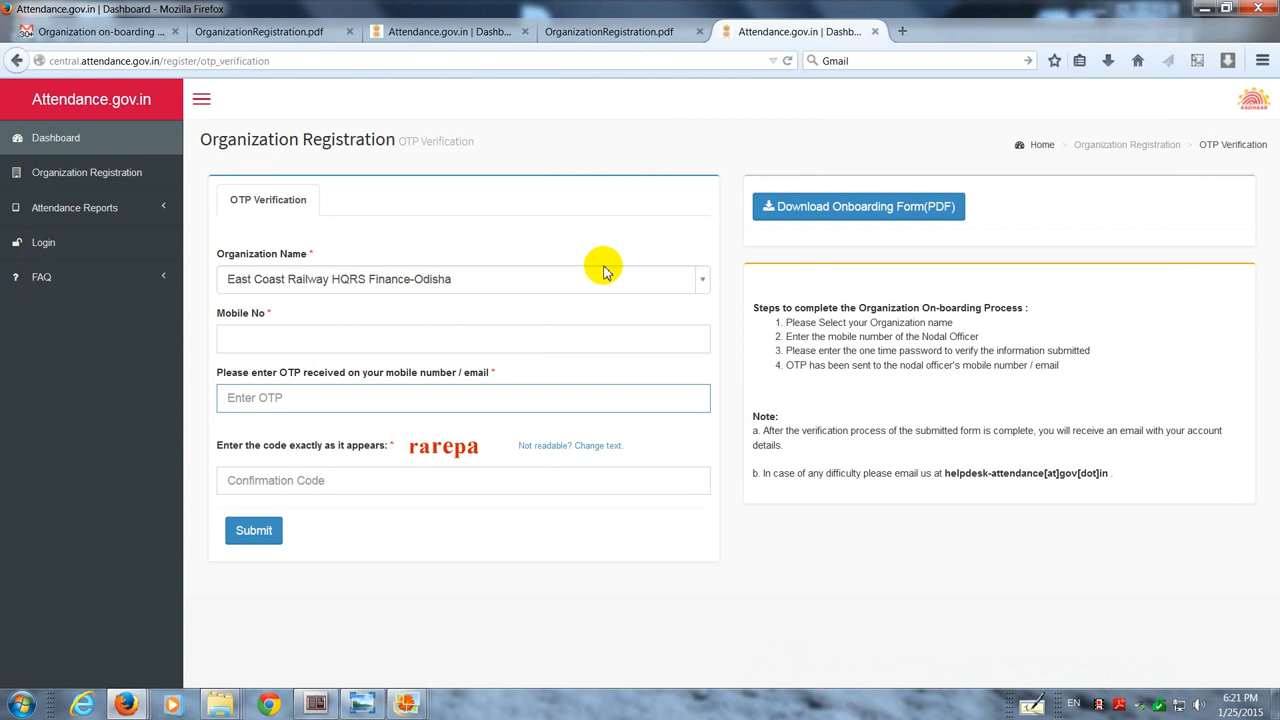 Attendance.gov.in | Dashboard - Mozilla Firefox
Organization on-boarding ...
OrganizationRegistration.pdf
Attendance.gov.in | Dashb...
OrganizationRegistration.pdf
Attendance.gov.in | Dashb...
central.attendance.gov.in/register/otp_verification
Gmail
Attendance.gov.in
AADHAAR
Dashboard
Organization Registration
Attendance Reports
Login
FAQ
Organization Registration OTP Verification
Home > Organization Registration > OTP Verification
OTP Verification
Organization Name *
East Coast Railway HQRS Finance-Odisha
Mobile No *
Please enter OTP received on your mobile number / email *
Enter OTP
Enter the code exactly as it appears: * rarepa Not readable? Change text.
Confirmation Code
Submit
Download Onboarding Form(PDF)
Steps to complete the Organization On-boarding Process :
1. Please Select your Organization name
2. Enter the mobile number of the Nodal Officer
3. Please enter the one time password to verify the information submitted
4. OTP has been sent to the nodal officer's mobile number / email
Note:
a. After the verification process of the submitted form is complete, you will receive an email with your account
details.
b. In case of any difficulty please email us at helpdesk-attendance[at]gov[dot]in .
EN
6:21 PM
1/25/2015